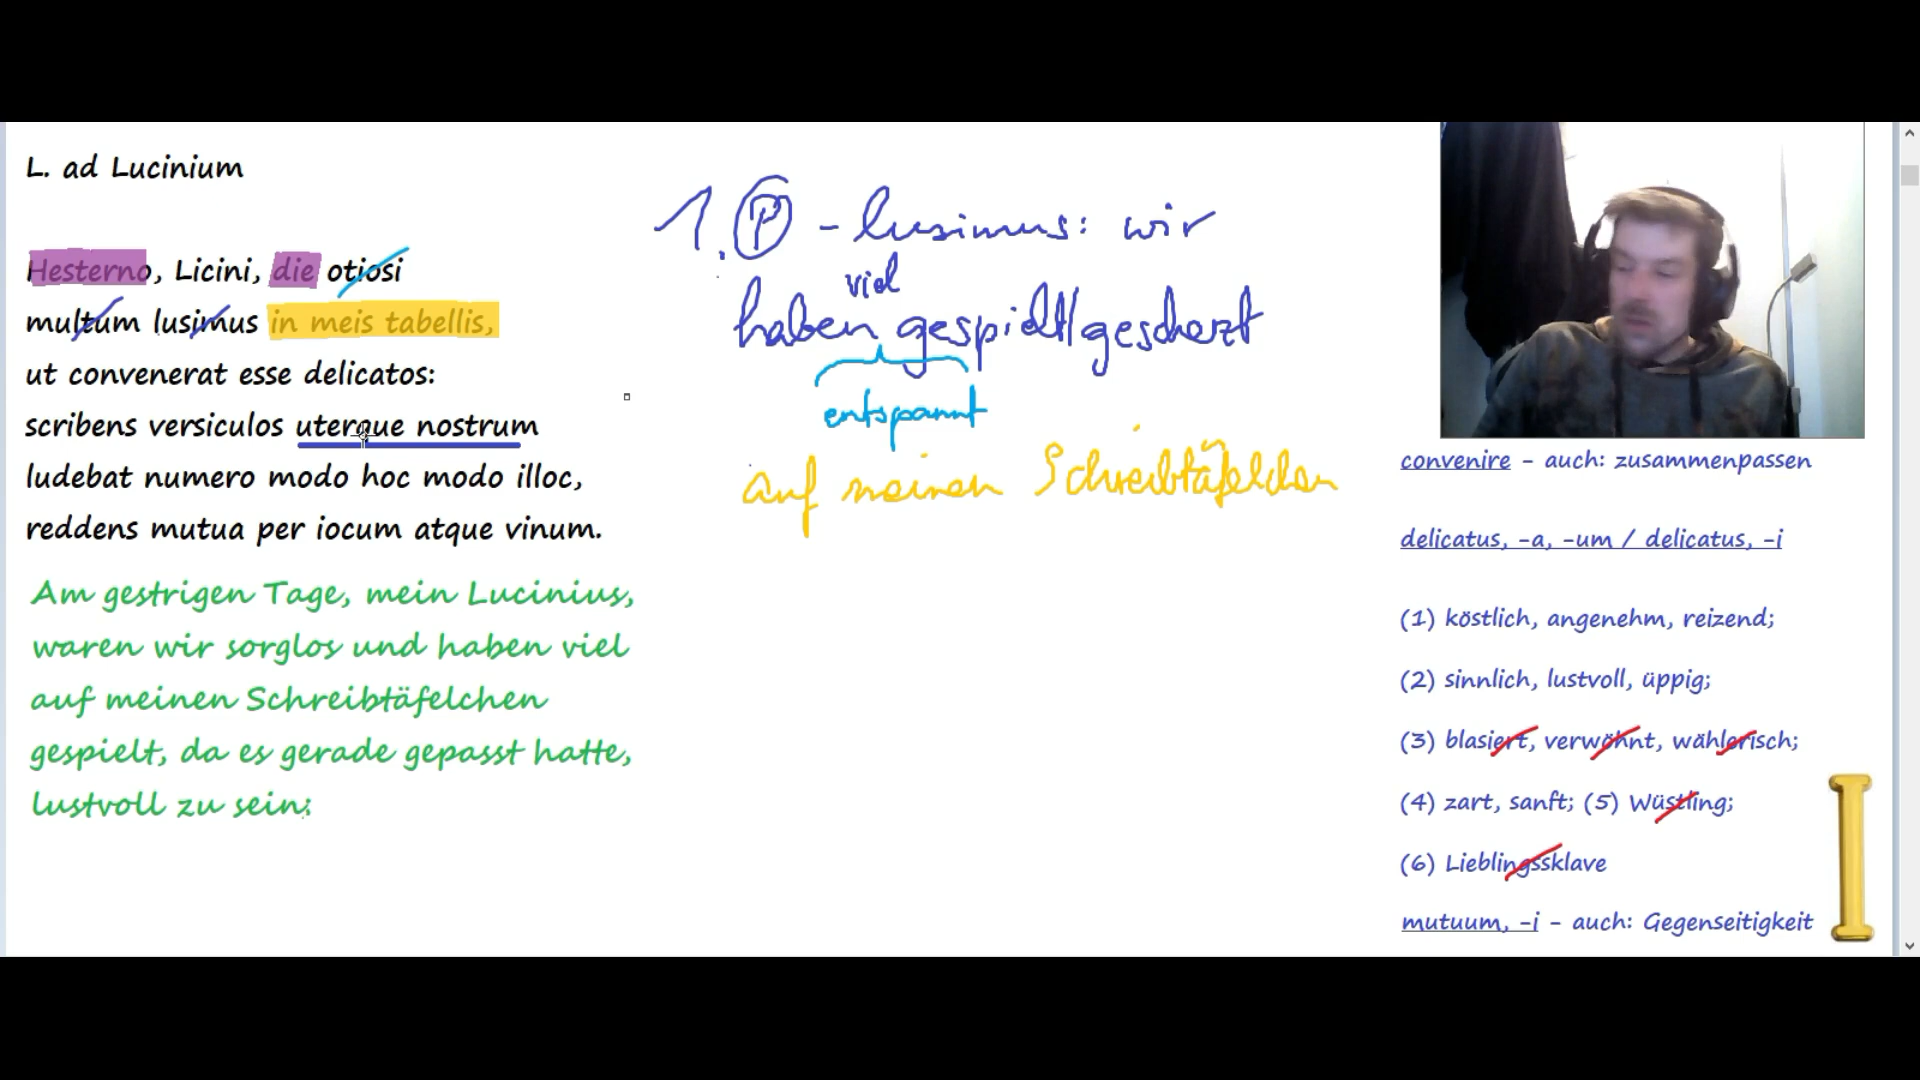 L. ad Lucinium
Hesterno, Licini, die otiosi
multum lusimus in meis tabellis,
ut convenerat esse delicatos:
scribens versiculos uterque nostrum
ludebat numero modo hoc modo illoc,
reddens mutua per iocum atque vinum.
Am gestrigen Tage, mein Lucinius,
waren wir sorglos und haben viel
auf meinen Schreibtäfelchen
gespielt, da es gerade gepasst hatte,
lustvoll zu sein:
1. P - lusimus: wir
viel
haben gespielt/gescherzt
entspannt
auf meinen Schreibtäfelchen
convenire - auch: zusammenpassen
delicatus, -a, -um / delicatus, -i
(1) köstlich, angenehm, reizend;
(2) sinnlich, lustvoll, üppig;
(3) blasiert, verwöhnt, wählerisch;
(4) zart, sanft; (5) Wüstling;
(6) Lieblingssklave
mutuum, -i - auch: Gegenseitigkeit